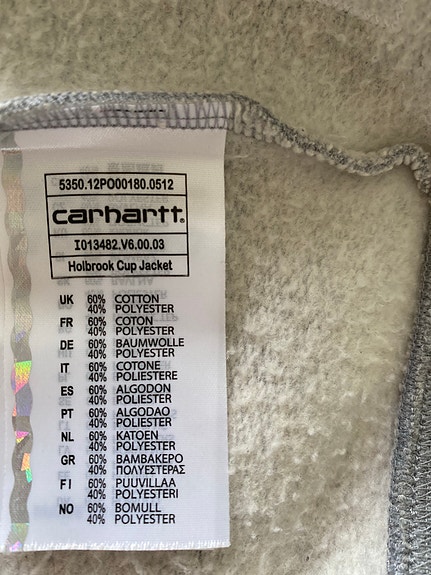 5350.12PO00180.0512
carhartt.
I013482.V6.00.03
Holbrook Cup Jacket
UK 60% COTTON
40% POLYESTER
FR 60% COTON
40% POLYESTER
DE 60% BAUMWOLLE
40% POLYESTER
IT 60% COTONE
40% POLIESTERE
ES 60% ALGODON
40% POLIESTER
PT 60% ALGODAO
40% POLIESTER
NL 60% KATOEN
40% POLYESTER
GR 60% ΒΑΜΒΑΚΕΡΟ
40% ΠΟΛΥΕΣΤΕΡΑΣ
FI 60% PUUVILLAA
40% POLYESTERI
NO 60% BOMULL
40% POLYESTER